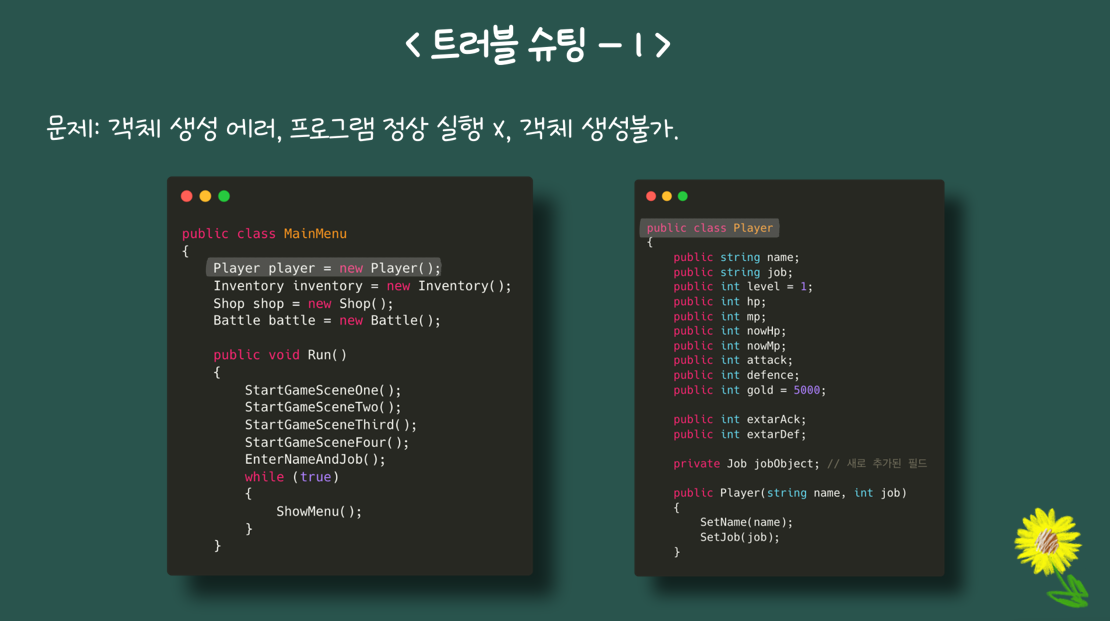 < 트러블 슈팅 - 1 >
문제: 객체 생성 에러, 프로그램 정상 실행 x, 객체 생성불가.
public class MainMenu
{
    Player player = new Player();
    Inventory inventory = new Inventory();
    Shop shop = new Shop();
    Battle battle = new Battle();

    public void Run()
    {
        StartGameSceneOne();
        StartGameSceneTwo();
        StartGameSceneThird();
        StartGameSceneFour();
        EnterNameAndJob();
        while (true)
        {
            ShowMenu();
        }
    }
public class Player
{
    public string name;
    public string job;
    public int level = 1;
    public int hp;
    public int mp;
    public int nowHp;
    public int nowMp;
    public int attack;
    public int defence;
    public int gold = 5000;

    public int extarAck;
    public int extarDef;

    private Job jobObject; // 새로 추가된 필드

    public Player(string name, int job)
    {
        SetName(name);
        SetJob(job);
    }